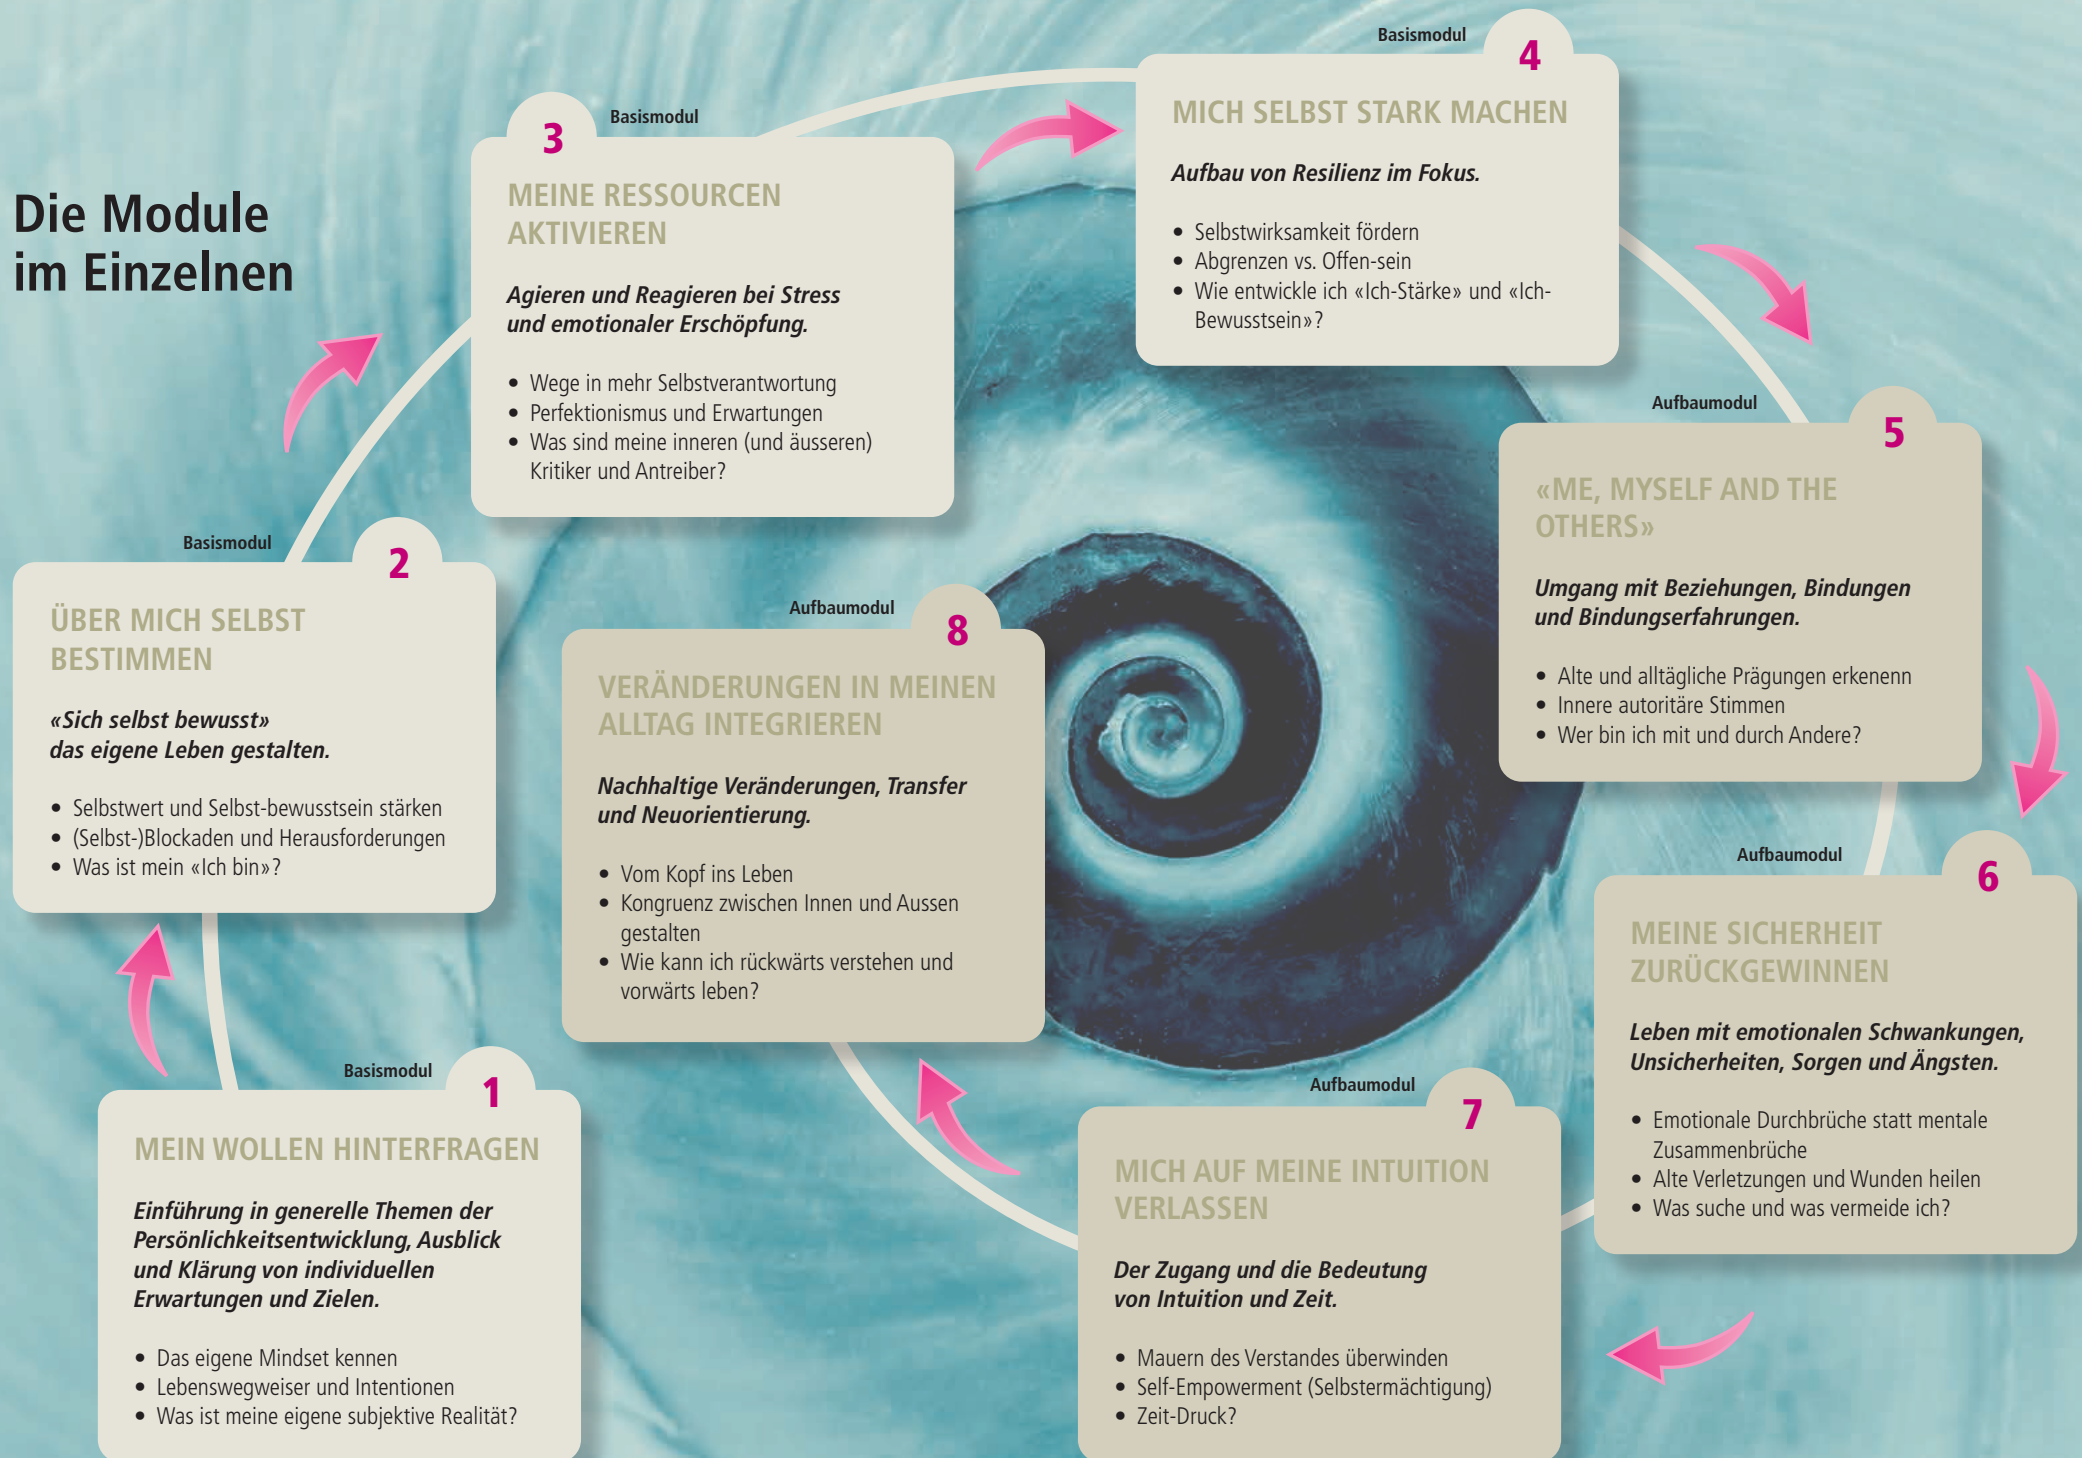 Die Module
im Einzelnen
Basismodul
1
MEIN WOLLEN HINTERFRAGEN
Einführung in generelle Themen der
Persönlichkeitsentwicklung, Ausblick
und Klärung von individuellen
Erwartungen und Zielen.
• Das eigene Mindset kennen
• Lebenswegweiser und Intentionen
• Was ist meine eigene subjektive Realität?
Basismodul
2
ÜBER MICH SELBST
BESTIMMEN
«Sich selbst bewusst»
das eigene Leben gestalten.
• Selbstwert und Selbst-bewusstsein stärken
• (Selbst-)Blockaden und Herausforderungen
• Was ist mein «Ich bin»?
Basismodul
3
MEINE RESSOURCEN
AKTIVIEREN
Agieren und Reagieren bei Stress
und emotionaler Erschöpfung.
• Wege in mehr Selbstverantwortung
• Perfektionismus und Erwartungen
• Was sind meine inneren (und äusseren)
Kritiker und Antreiber?
Basismodul
4
MICH SELBST STARK MACHEN
Aufbau von Resilienz im Fokus.
• Selbstwirksamkeit fördern
• Abgrenzen vs. Offen-sein
• Wie entwickle ich «Ich-Stärke» und «Ich-
Bewusstsein»?
Aufbaumodul
5
«ME, MYSELF AND THE
OTHERS»
Umgang mit Beziehungen, Bindungen
und Bindungserfahrungen.
• Alte und alltägliche Prägungen erkenenn
• Innere autoritäre Stimmen
• Wer bin ich mit und durch Andere?
Aufbaumodul
6
MEINE SICHERHEIT
ZURÜCKGEWINNEN
Leben mit emotionalen Schwankungen,
Unsicherheiten, Sorgen und Ängsten.
• Emotionale Durchbrüche statt mentale
Zusammenbrüche
• Alte Verletzungen und Wunden heilen
• Was suche und was vermeide ich?
Aufbaumodul
7
MICH AUF MEINE INTUITION
VERLASSEN
Der Zugang und die Bedeutung
von Intuition und Zeit.
• Mauern des Verstandes überwinden
• Self-Empowerment (Selbstermächtigung)
• Zeit-Druck?
Aufbaumodul
8
VERÄNDERUNGEN IN MEINEN
ALLTAG INTEGRIEREN
Nachhaltige Veränderungen, Transfer
und Neuorientierung.
• Vom Kopf ins Leben
• Kongruenz zwischen Innen und Aussen
gestalten
• Wie kann ich rückwärts verstehen und
vorwärts leben?